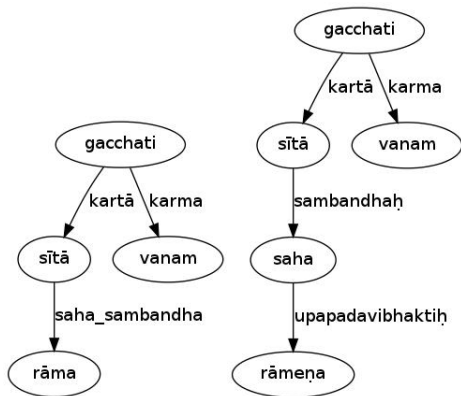 gacchati
kartā karma
sītā vanam
saha_sambandha
rāma
gacchati
kartā karma
sītā vanam
sambandhaḥ
saha
upapadavibhaktiḥ
rāmeṇa